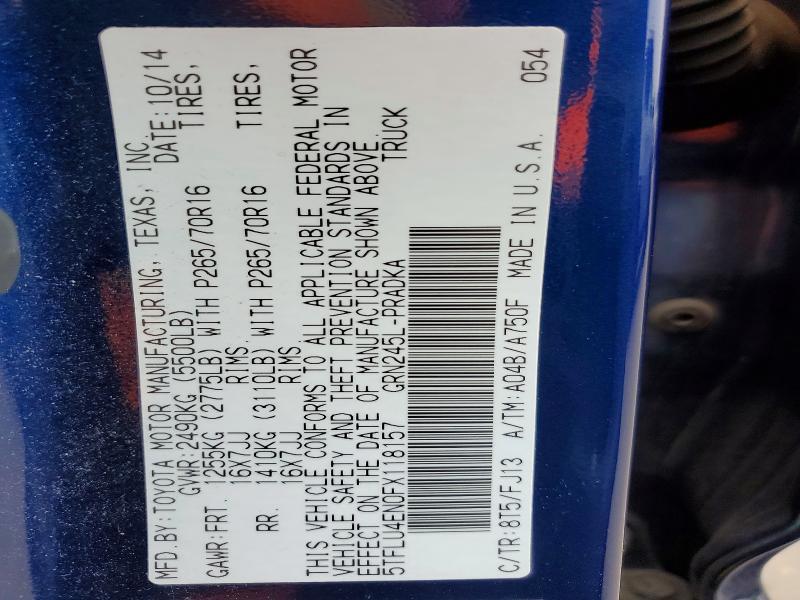 MFD.BY:TOYOTA MOTOR MANUFACTURING, TEXAS, INC.
GVWR:2490KG (5500LB) DATE:10/14
GAWR:FRT. 1255KG (2775LB) WITH P265/70R16 TIRES,
16X7JJ RIMS.
RR. 1410KG (3110LB) WITH P265/70R16 TIRES,
16X7JJ RIMS
THIS VEHICLE CONFORMS TO ALL APPLICABLE FEDERAL MOTOR
VEHICLE SAFETY AND THEFT PREVENTION STANDARDS IN
EFFECT ON THE DATE OF MANUFACTURE SHOWN ABOVE.
5TFLU4EN0FX118157 GRN245L-PRADKA TRUCK
C/TR:8T5/FJ13 A/TM:A04B/A750F MADE IN U.S.A. 054